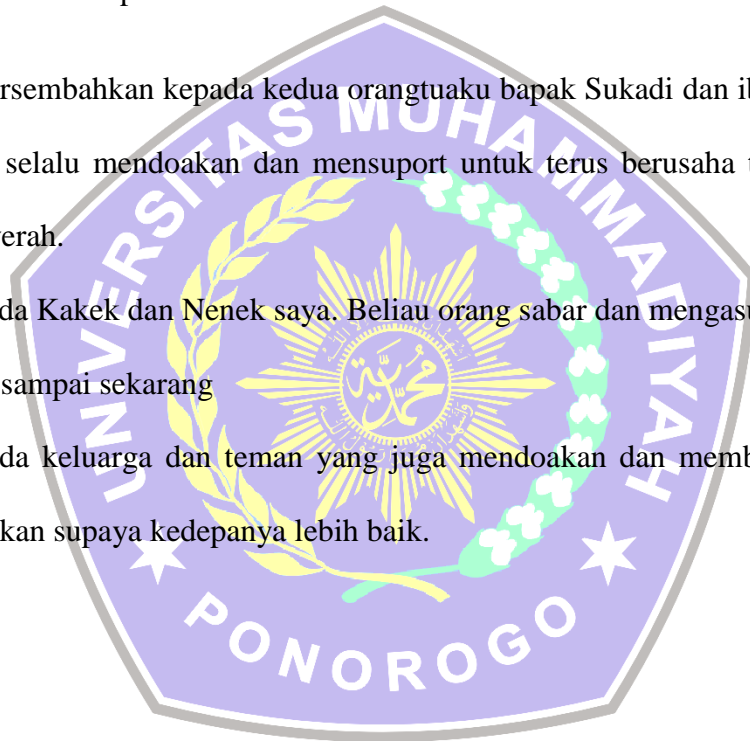 rsembahkan kepada kedua orangtuaku bapak Sukadi dan
selalu mendoakan dan mensuport untuk terus berusaha
erah.
da Kakek dan Nenek saya. Beliau orang sabar dan mengasu
sampai sekarang
da keluarga dan teman yang juga mendoakan dan memb
kan supaya kedepanya lebih baik.
UNIVERSITAS MUHAMMADIYAH
محمدية
PONOROGO